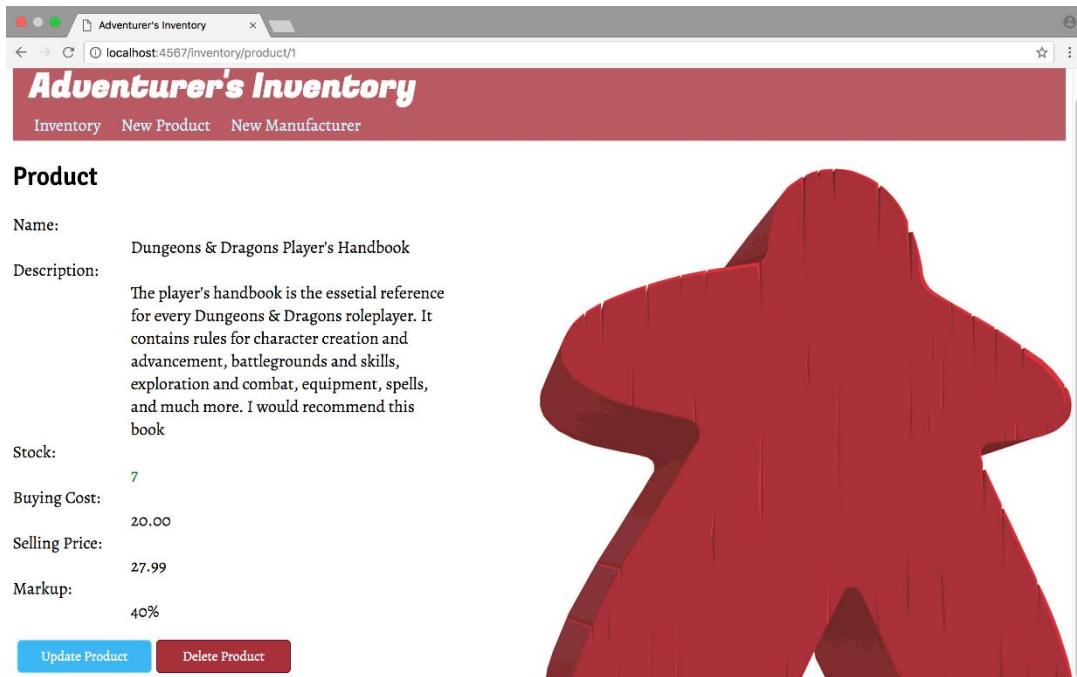 Adventurer's Inventory
localhost:4567/inventory/product/1
Adventurer's Inventory
Inventory New Product New Manufacturer
Product
Name:
Dungeons & Dragons Player's Handbook
Description:
The player's handbook is the essetial reference
for every Dungeons & Dragons roleplayer. It
contains rules for character creation and
advancement, battlegrounds and skills,
exploration and combat, equipment, spells,
and much more. I would recommend this
book
Stock:
7
Buying Cost:
20.00
Selling Price:
27.99
Markup:
40%
Update Product Delete Product